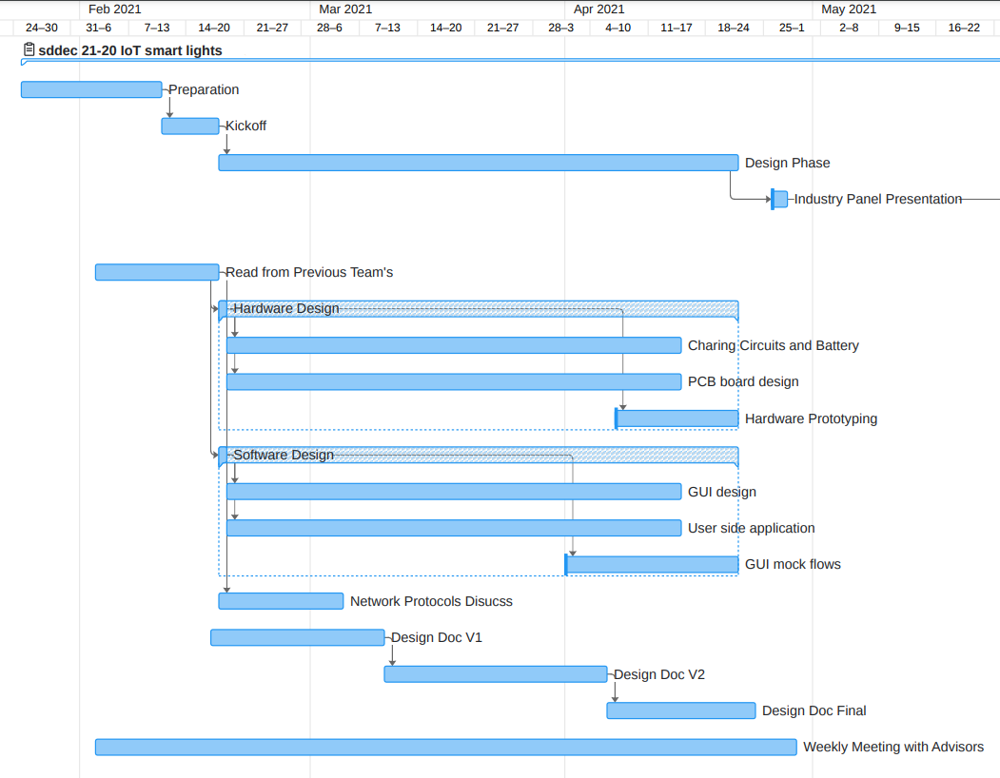 Feb 2021 Mar 2021 Apr 2021 May 2021
24–30 31–6 7–13 14–20 21–27 28–6 7–13 14–20 21–27 28–3 4–10 11–17 18–24 25–1 2–8 9–15 16–22
sddec 21-20 IoT smart lights
Preparation
Kickoff
Design Phase
Industry Panel Presentation
Read from Previous Team's
Hardware Design
Charing Circuits and Battery
PCB board design
Hardware Prototyping
Software Design
GUI design
User side application
GUI mock flows
Network Protocols Disucss
Design Doc V1
Design Doc V2
Design Doc Final
Weekly Meeting with Advisors